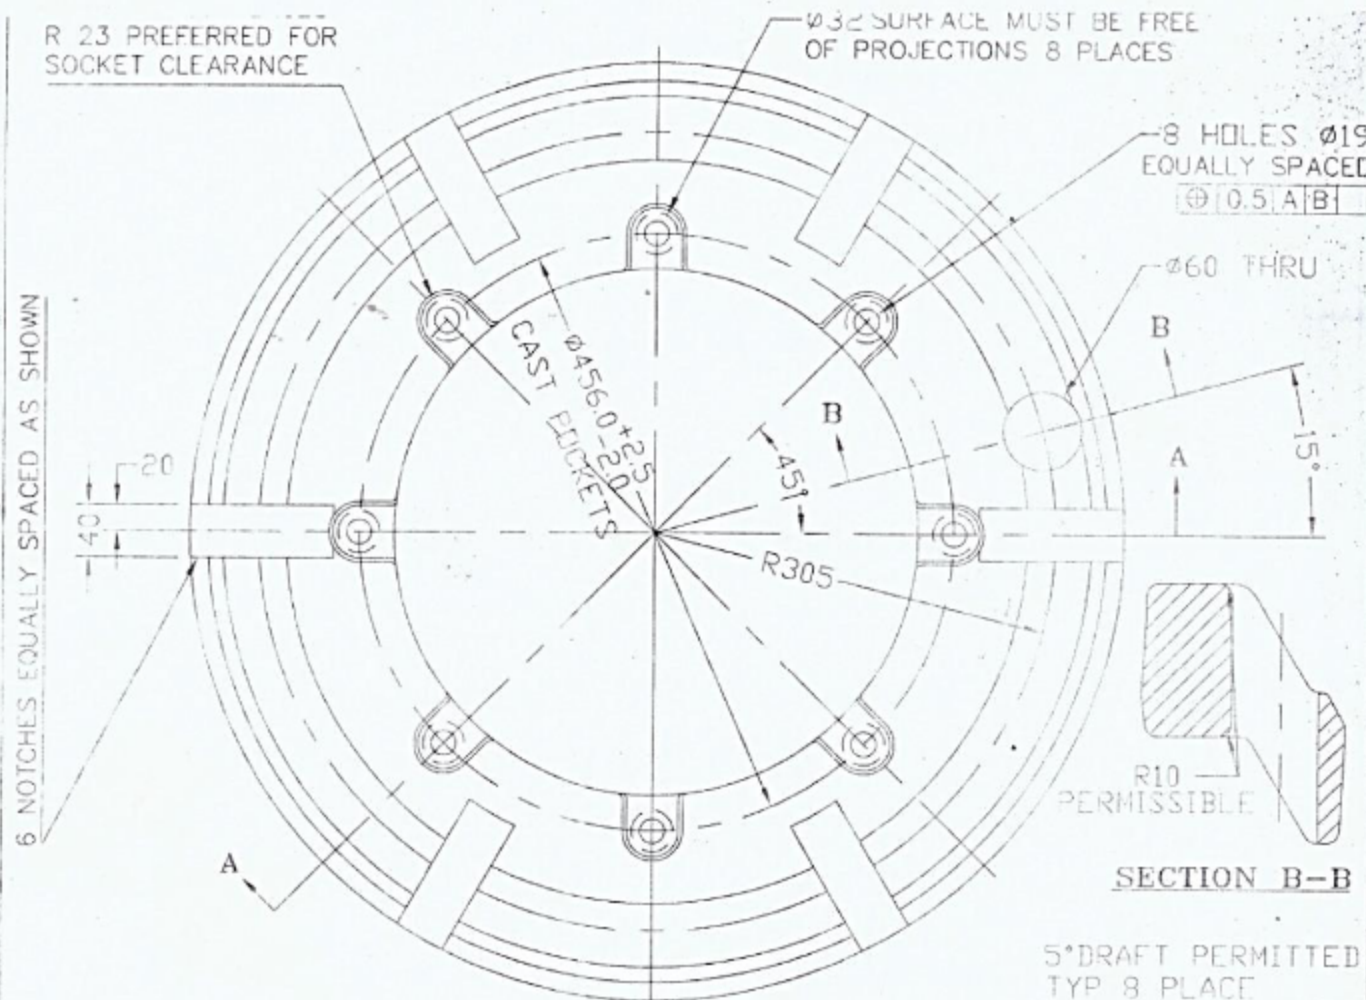 R 23 PREFERRED FOR
SOCKET CLEARANCE
Ø32 SURFACE MUST BE FREE
OF PROJECTIONS 8 PLACES
8 HOLES Ø19
EQUALLY SPACED
⊕ 0.5 A B
Ø60 THRU
B
B
A
15°
45°
Ø456.0 +2.5 -2.0
CAST POCKETS
R305
20
40
6 NOTCHES EQUALLY SPACED AS SHOWN
A
R10
PERMISSIBLE
SECTION B-B
5°DRAFT PERMITTED
TYP 8 PLACE